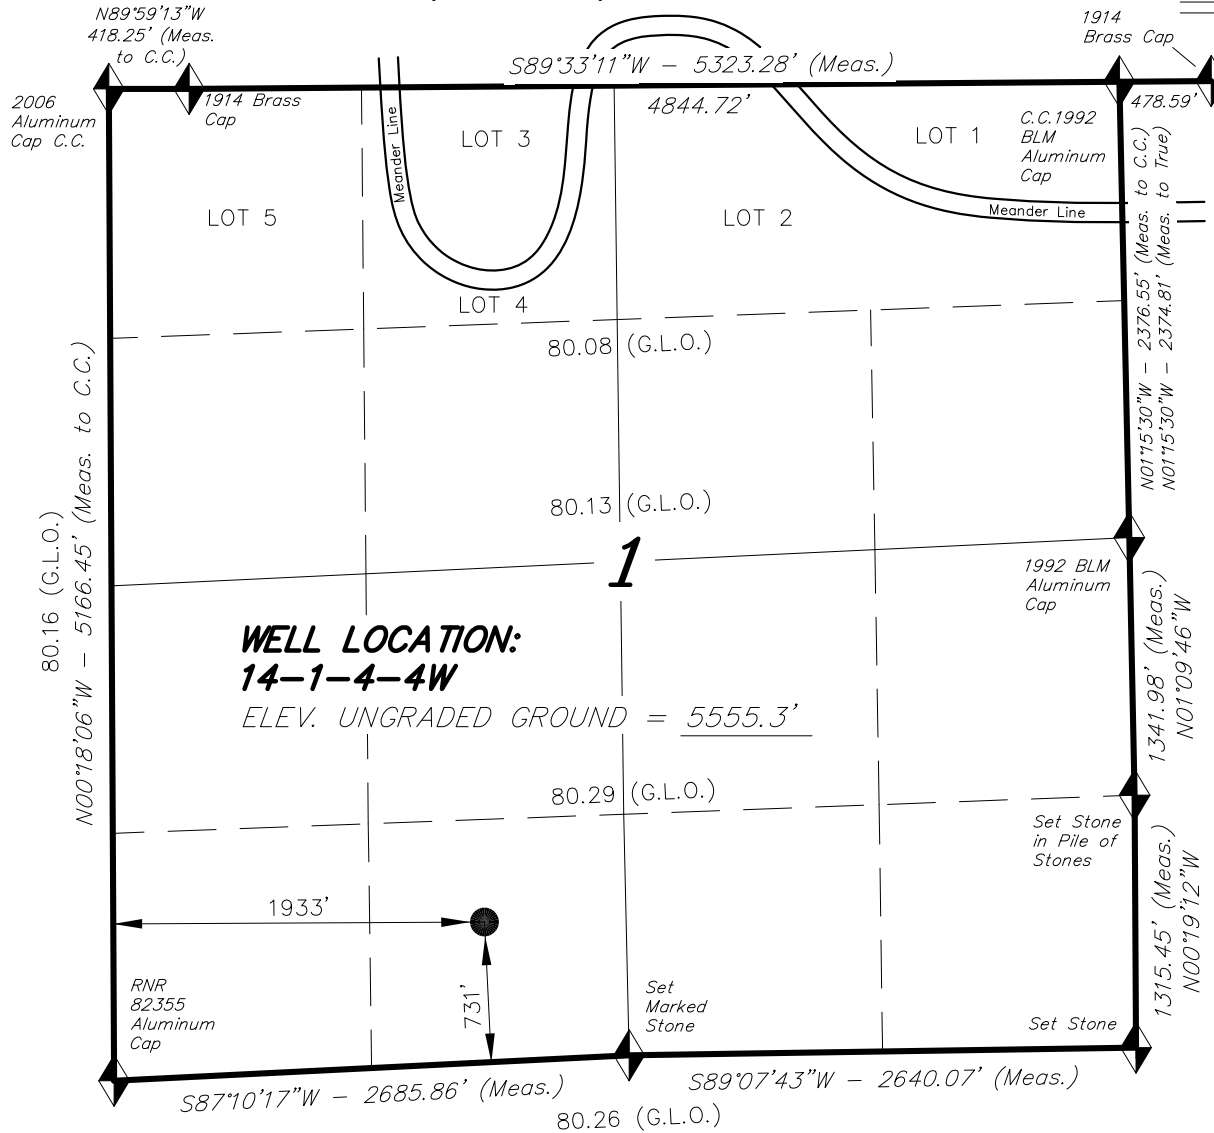 N89°59'13"W
418.25' (Meas.
to C.C.)
1914
Brass Cap
S89°33'11"W - 5323.28' (Meas.)
4844.72'
478.59'
2006
Aluminum
Cap C.C.
1914 Brass
Cap
Meander Line
LOT 3
LOT 1
C.C.1992
BLM
Aluminum
Cap
LOT 5
LOT 2
Meander Line
LOT 4
N01°15'30"W - 2376.55' (Meas. to C.C.)
N01°15'30"W - 2374.81' (Meas. to True)
80.08 (G.L.O.)
80.13 (G.L.O.)
1
80.16 (G.L.O.)
N00°18'06"W - 5166.45' (Meas. to C.C.)
1992 BLM
Aluminum
Cap
WELL LOCATION:
14-1-4-4W
ELEV. UNGRADED GROUND = 5555.3'
1341.98' (Meas.)
N01°09'46"W
80.29 (G.L.O.)
Set Stone
in Pile of
Stones
1315.45' (Meas.)
N00°19'12"W
1933'
731'
RNR
82355
Aluminum
Cap
Set
Marked
Stone
Set Stone
S87°10'17"W - 2685.86' (Meas.)
S89°07'43"W - 2640.07' (Meas.)
80.26 (G.L.O.)